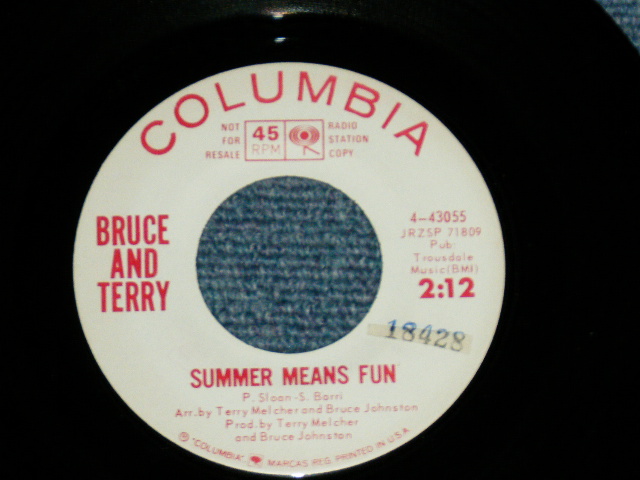 COLUMBIA
NOT FOR RESALE
45 RPM
RADIO STATION COPY
BRUCE AND TERRY
4-43055
JRZSP 71809
Pub: Trousdale Music(BMI)
2:12
18428
SUMMER MEANS FUN
P. Sloan-S. Barri
Arr.by Terry Melcher and Bruce Johnston
Prod.by Terry Melcher
and Bruce Johnston
Ⓟ "COLUMBIA" MARCAS REG. PRINTED IN U.S.A.